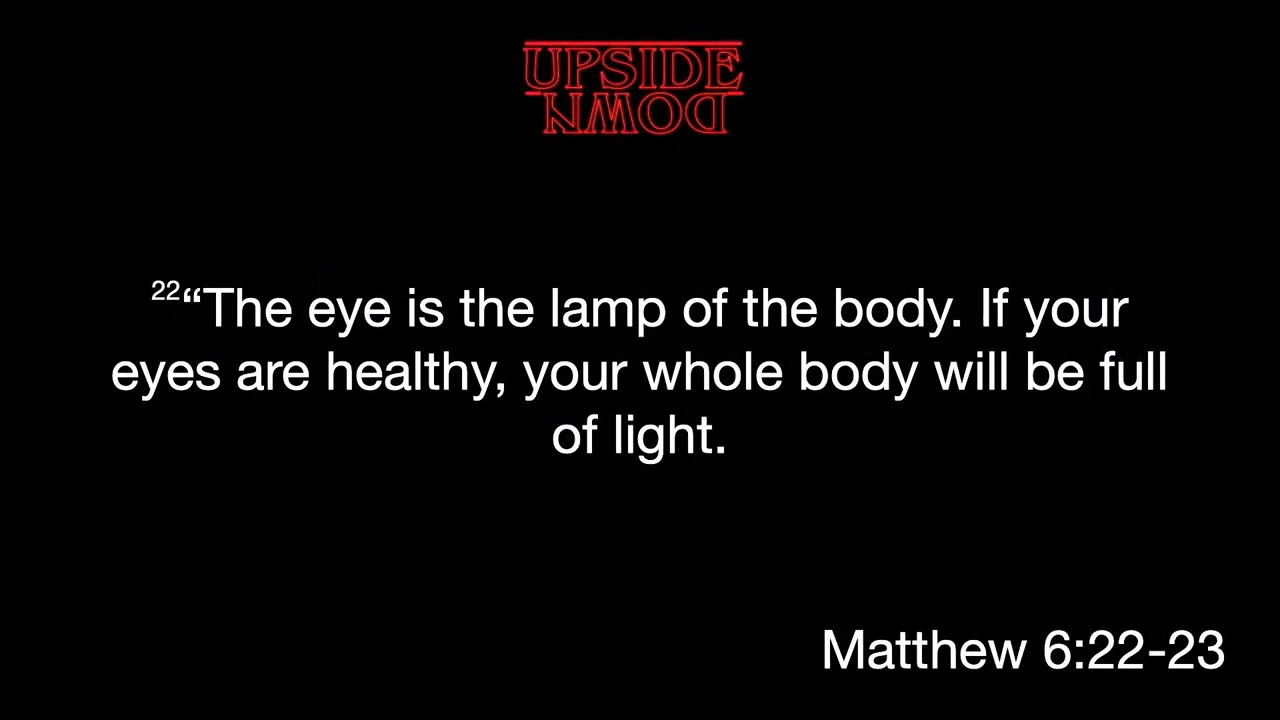 UPSIDE
DOWN
22“The eye is the lamp of the body. If your
eyes are healthy, your whole body will be full
of light.
Matthew 6:22-23